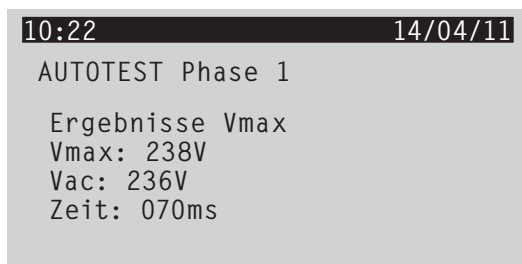 10:22 14/04/11
AUTOTEST Phase 1
Ergebnisse Vmax
Vmax: 238V
Vac: 236V
Zeit: 070ms